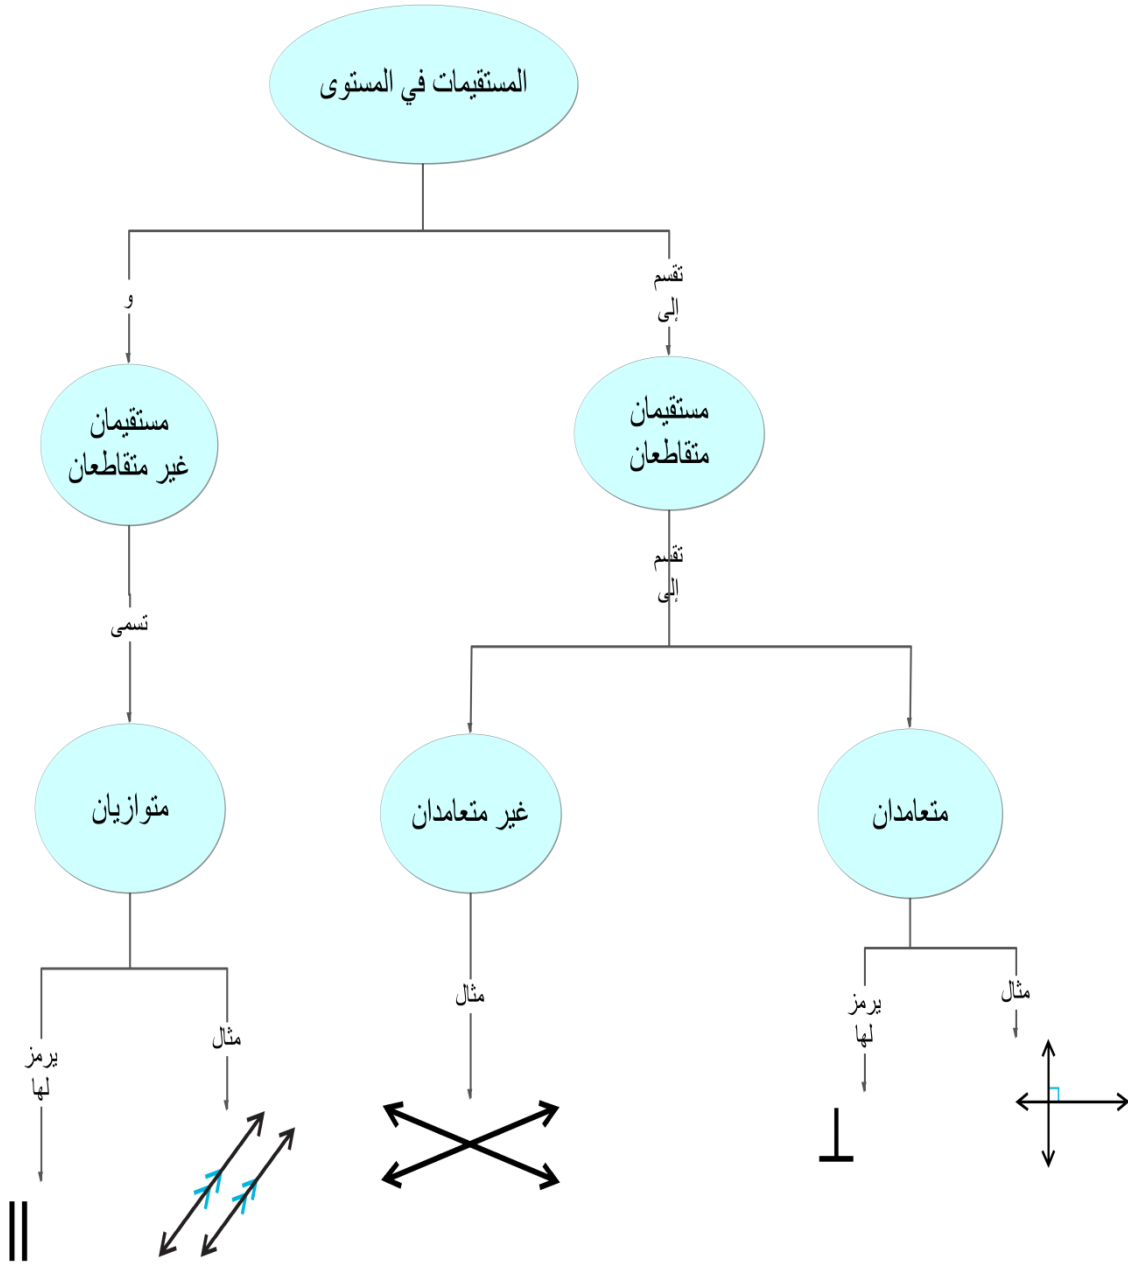 المستقيمات في المستوى
تقسم
إلى
و
مستقيمان
متقاطعان
مستقيمان
غير متقاطعان
تقسم
إلى
تسمى
متعامدان
غير متعامدان
متوازيان
مثال
يرمز
لها
مثال
مثال
يرمز
لها
⊥
||